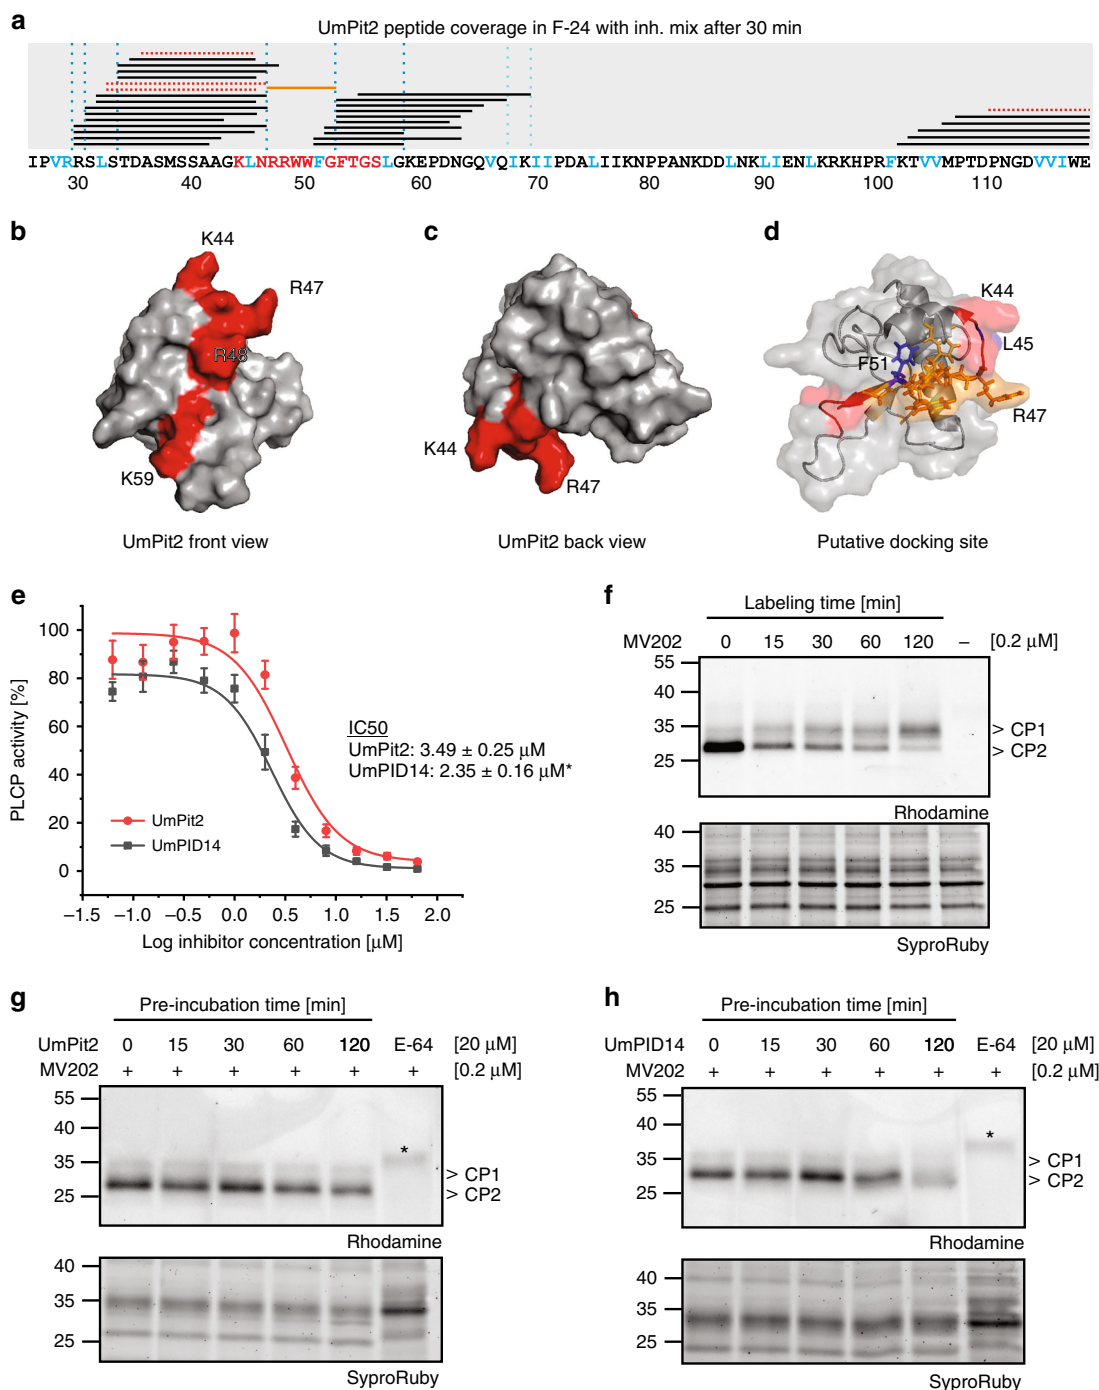 a
UmPit2 peptide coverage in F-24 with inh. mix after 30 min
IPVRRSLSTDASMSSAAGKLNRRWWFGFTGSLGKEPDNGQVQIKIIPDALIIKNPPANKDDLNKLIENLKRKHPRFKTVVMPTDPNGDVVIWE
30 40 50 60 70 80 90 100 110
b
K44
R47
R48
K59
UmPit2 front view
c
K44
R47
UmPit2 back view
d
K44
L45
F51
R47
Putative docking site
e
PLCP activity [%]
100
80
60
40
20
0
IC50
UmPit2: 3.49 ± 0.25 µM
UmPID14: 2.35 ± 0.16 µM*
UmPit2
UmPID14
−1.5 −1.0 −0.5 0.0 0.5 1.0 1.5 2.0
Log inhibitor concentration [µM]
f
Labeling time [min]
MV202 0 15 30 60 120 – [0.2 µM]
55
40
35
25
> CP1
> CP2
Rhodamine
40
35
25
SyproRuby
g
Pre-incubation time [min]
UmPit2 0 15 30 60 120 E-64 [20 µM]
MV202 + + + + + + [0.2 µM]
55
40
35
25
*
> CP1
> CP2
Rhodamine
40
35
25
SyproRuby
h
Pre-incubation time [min]
UmPID14 0 15 30 60 120 E-64 [20 µM]
MV202 + + + + + + [0.2 µM]
55
40
35
25
*
> CP1
> CP2
Rhodamine
40
35
25
SyproRuby